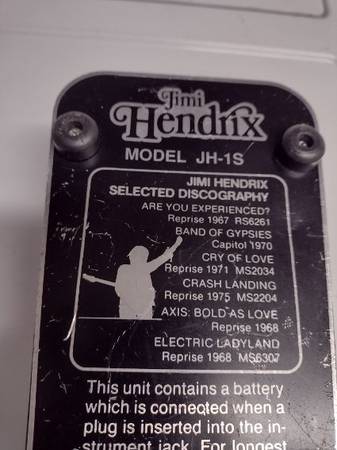 Jimi
Hendrix
MODEL JH-1S
JIMI HENDRIX
SELECTED DISCOGRAPHY
ARE YOU EXPERIENCED?
Reprise 1967 RS6261
BAND OF GYPSIES
Capitol 1970
CRY OF LOVE
Reprise 1971 MS2034
CRASH LANDING
Reprise 1975 MS2204
AXIS: BOLD AS LOVE
Reprise 1968
ELECTRIC LADYLAND
Reprise 1968 MS6307
This unit contains a battery
which is connected when a
plug is inserted into the in-
strument jack. For longest